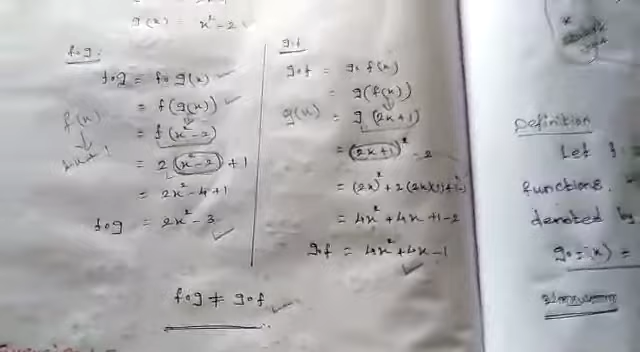 g(x) = x² - 2
fog:
fog = fog(x)
= f(g(x))
f(x)
= f(x²-2)
= 2(x²-2)+1
= 2x²-4+1
fog = 2x²-3
gof
gof = gof(x)
= g(f(x))
g(x) = g(2x+1)
= (2x+1)² - 2
= (2x)² + 2(2x)(1) +
= 4x² + 4x + 1 - 2
gof = 4x² + 4x - 1
fog ≠ gof
Definition
Let f:
functions.
denoted by